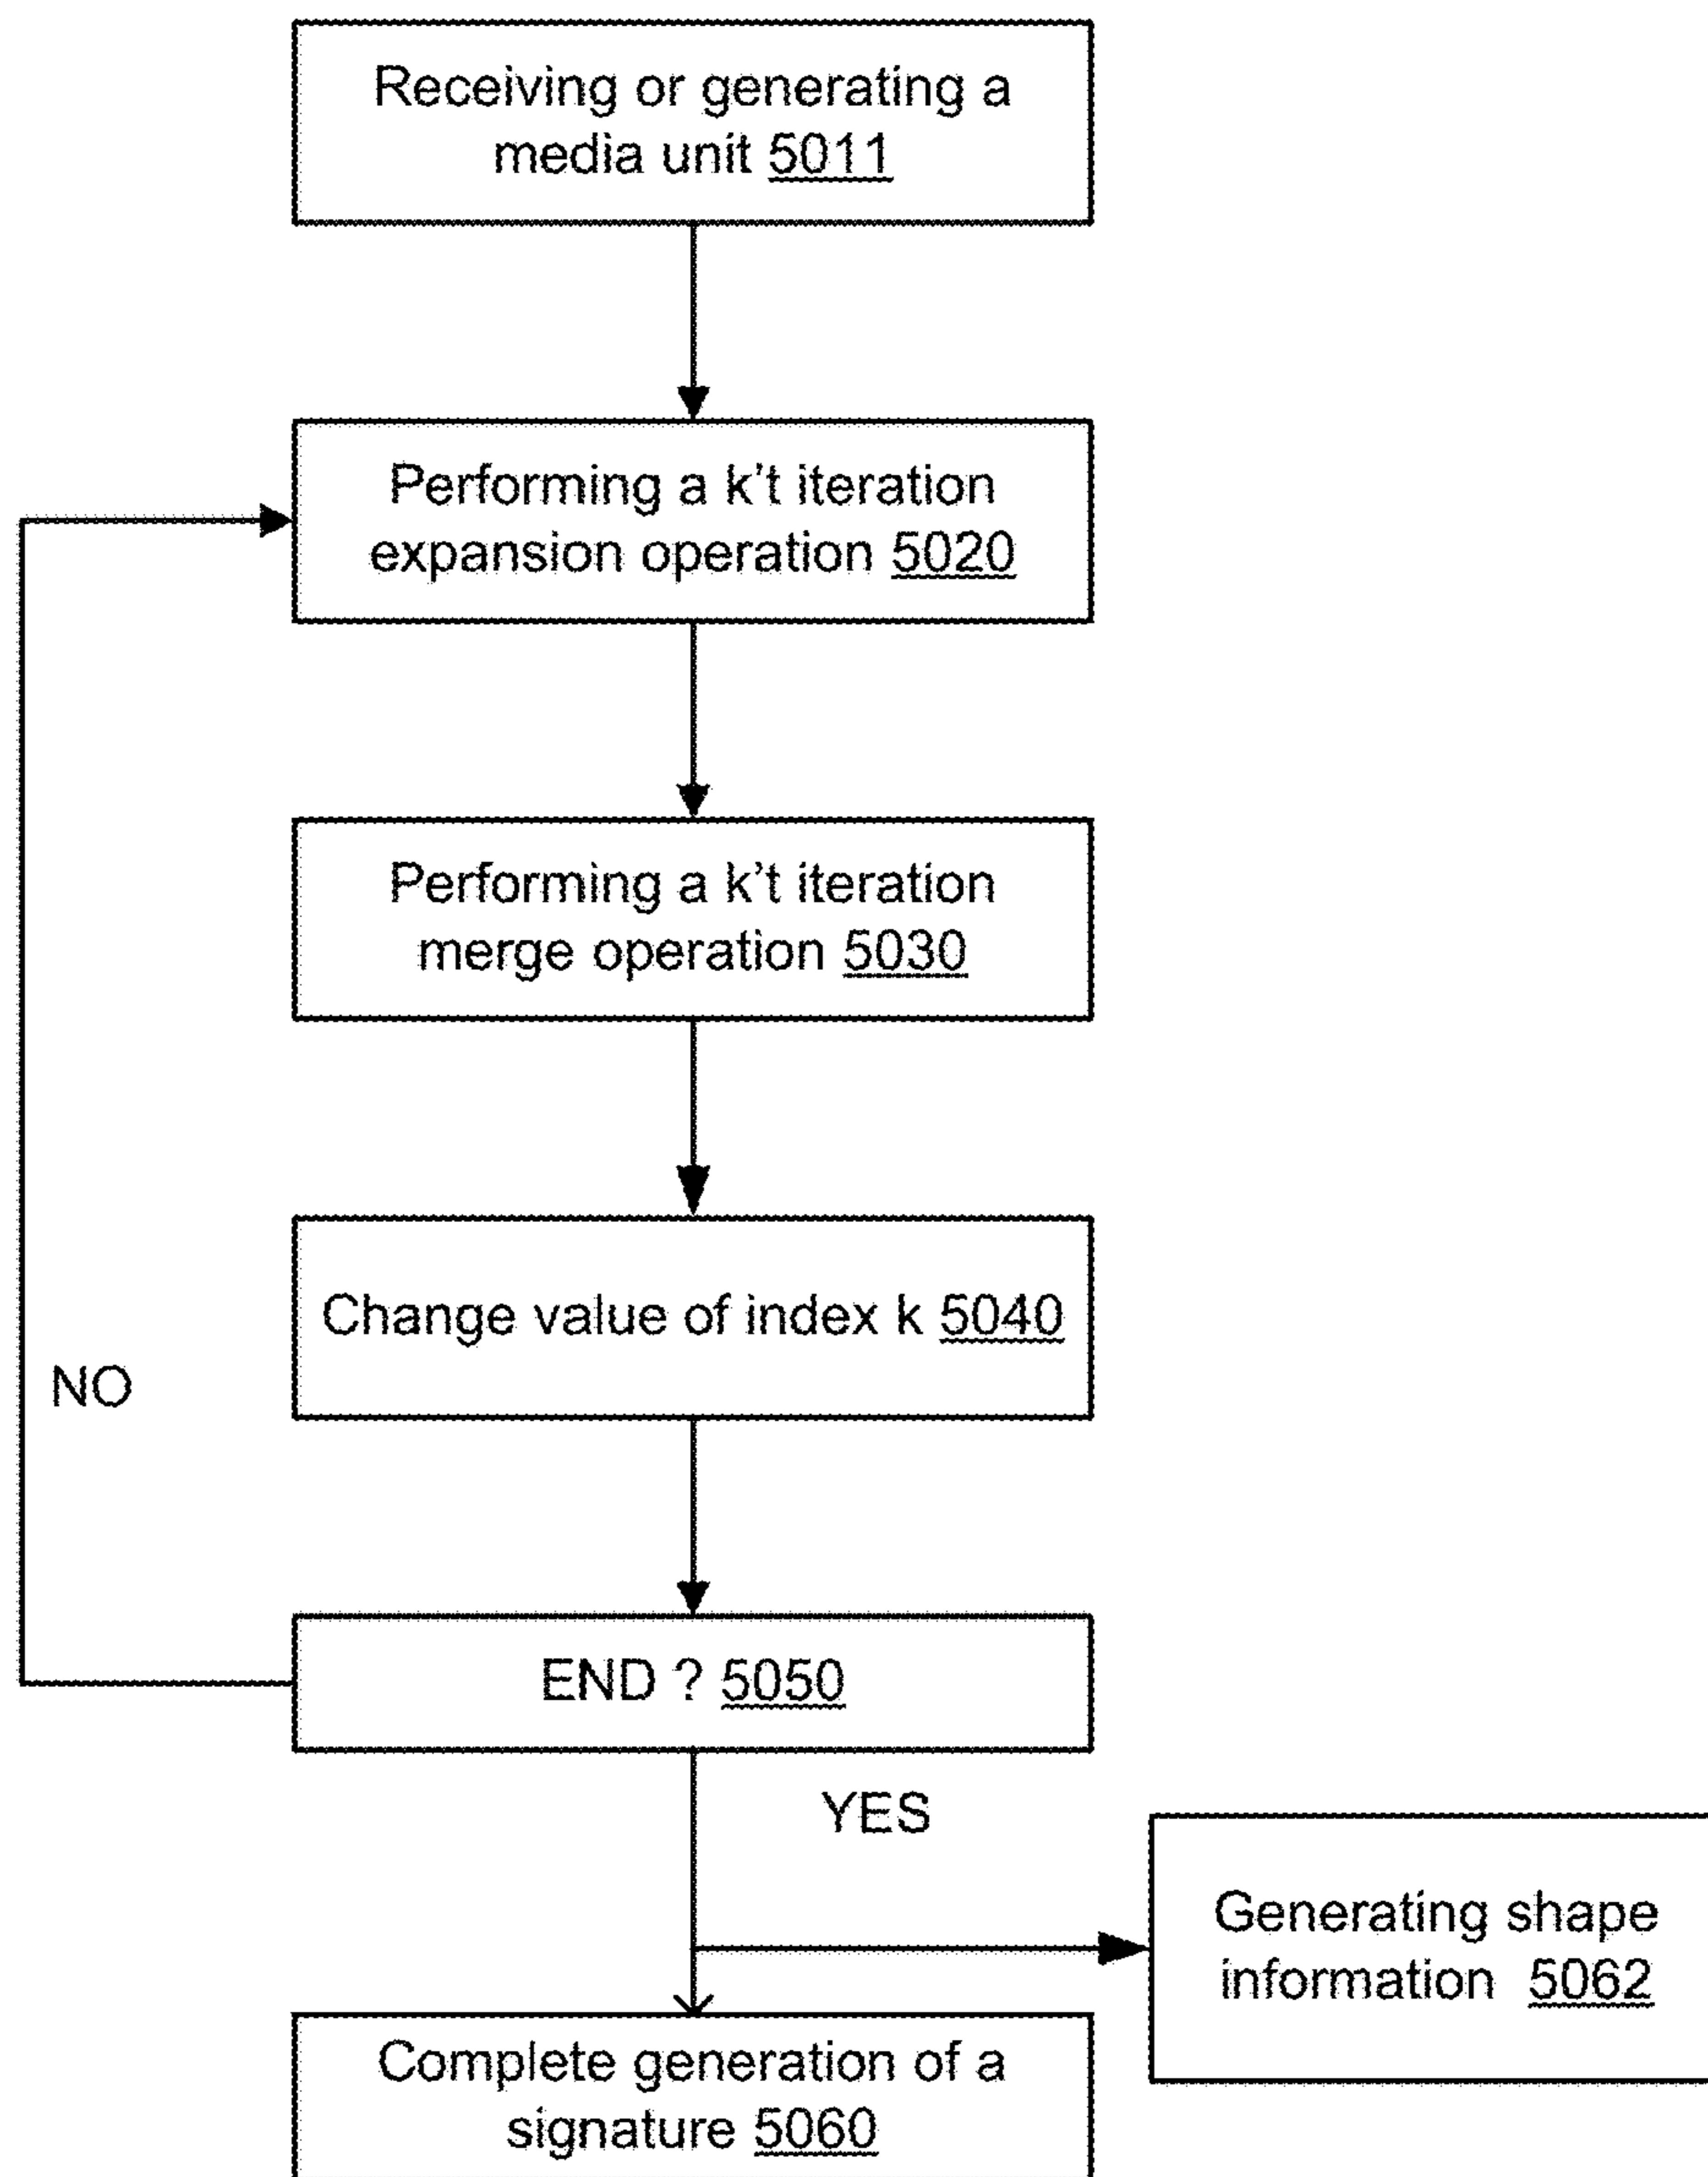 Receiving or generating a
media unit 5011
Performing a k't iteration
expansion operation 5020
Performing a k't iteration
merge operation 5030
Change value of index k 5040
NO
END ? 5050
YES
Generating shape
information 5062
Complete generation of a
signature 5060